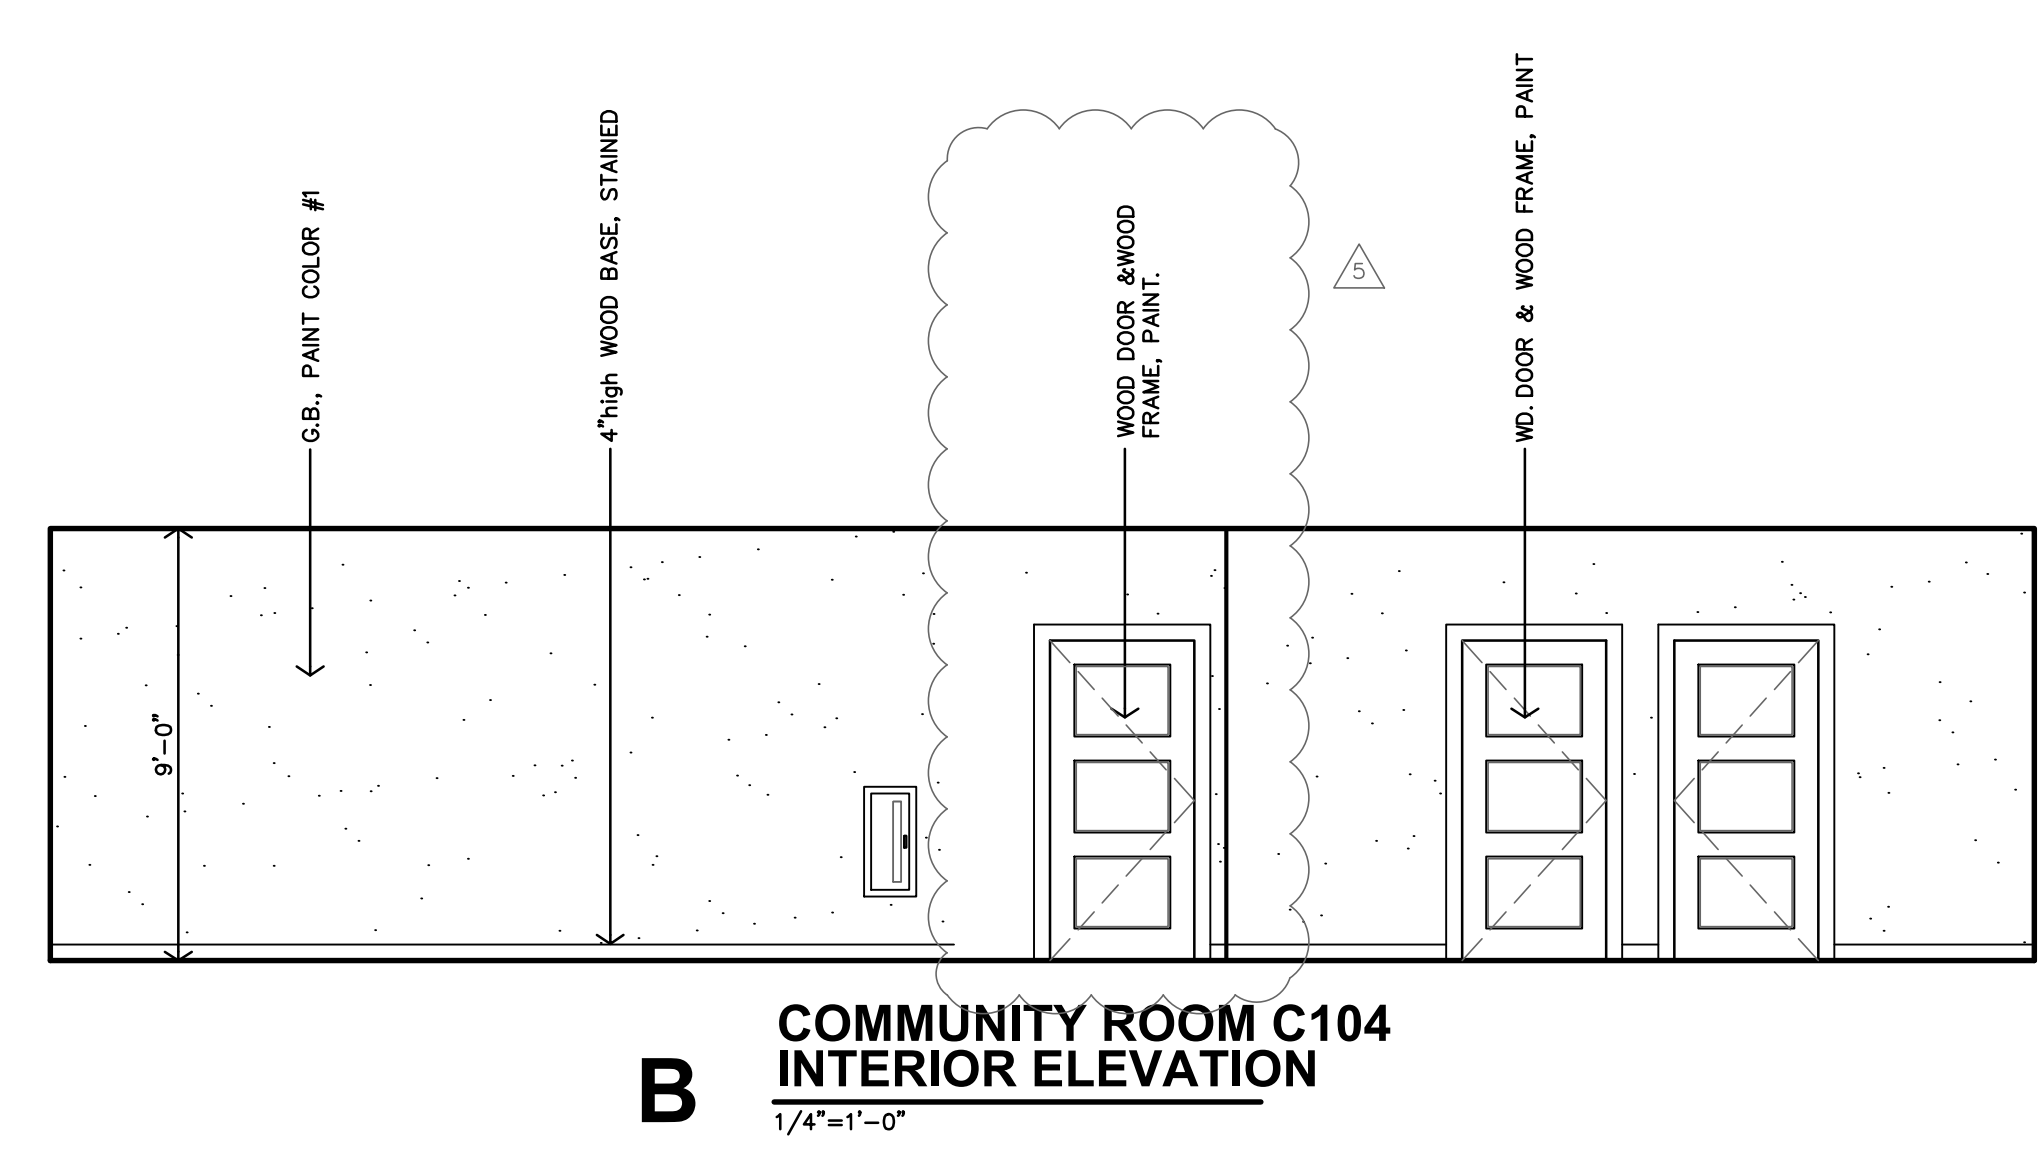 G.B., PAINT COLOR #1
4"high WOOD BASE, STAINED
WOOD DOOR &WOOD
FRAME, PAINT.
WD. DOOR & WOOD FRAME, PAINT
5
9'-0"
B
COMMUNITY ROOM C104
INTERIOR ELEVATION
1/4"=1'-0"